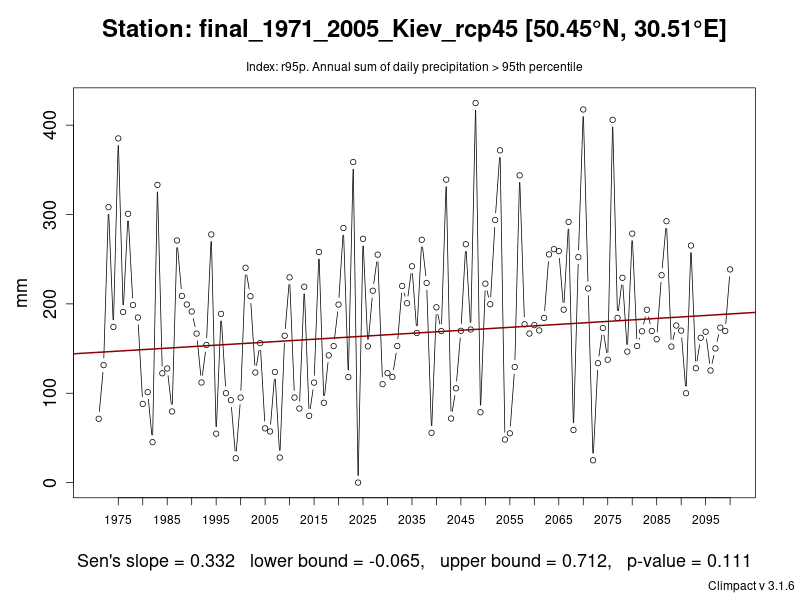 Station: final_1971_2005_Kiev_rcp45 [50.45°N, 30.51°E]
Index: r95p. Annual sum of daily precipitation > 95th percentile
400
300
200
100
0
mm
1975 1985 1995 2005 2015 2025 2035 2045 2055 2065 2075 2085 2095
Sen's slope = 0.332 lower bound = -0.065, upper bound = 0.712, p-value = 0.111
Climpact v 3.1.6